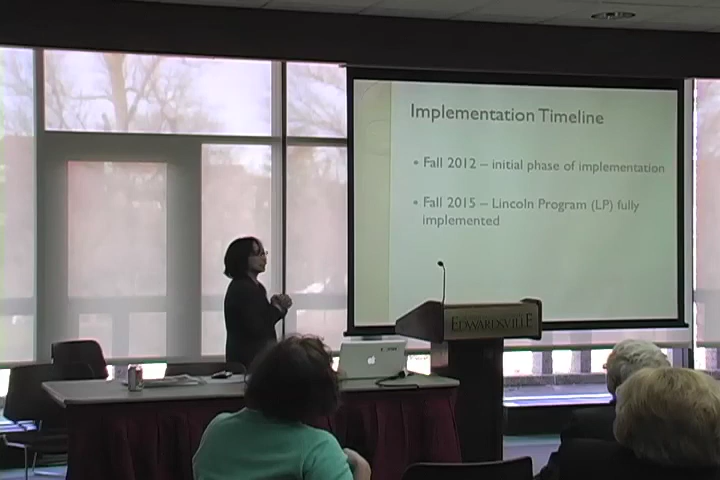 Implementation Timeline
• Fall 2012 – initial phase of implementation
• Fall 2015 – Lincoln Program (LP) fully
implemented
EDWARDSVILLE